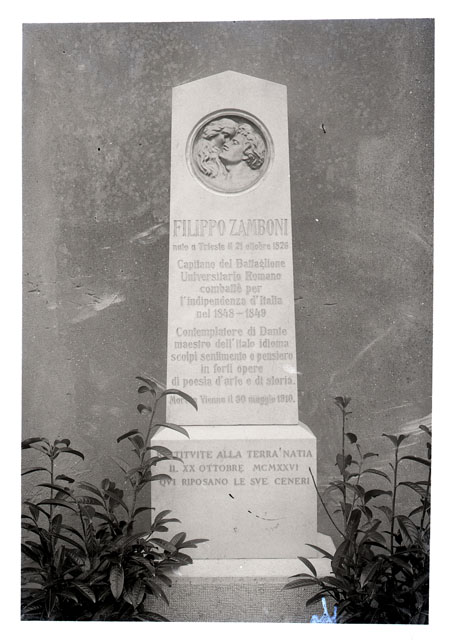 FILIPPO ZAMBONI
nato a Trieste il 21 ottobre 1826
Capitano del Battaglione
Universitario Romano
combattè per
l'indipendenza d'Italia
nel 1848-1849
Contemplatore di Dante
maestro dell'italo idioma
scolpì sentimento e pensiero
in forti opere
di poesia d'arte e di storia.
Vienna il 30 maggio 1910.
ALLA TERRA NATIA
IL XX OTTOBRE MCMXXVI
QVI RIPOSANO LE SVE CENERI